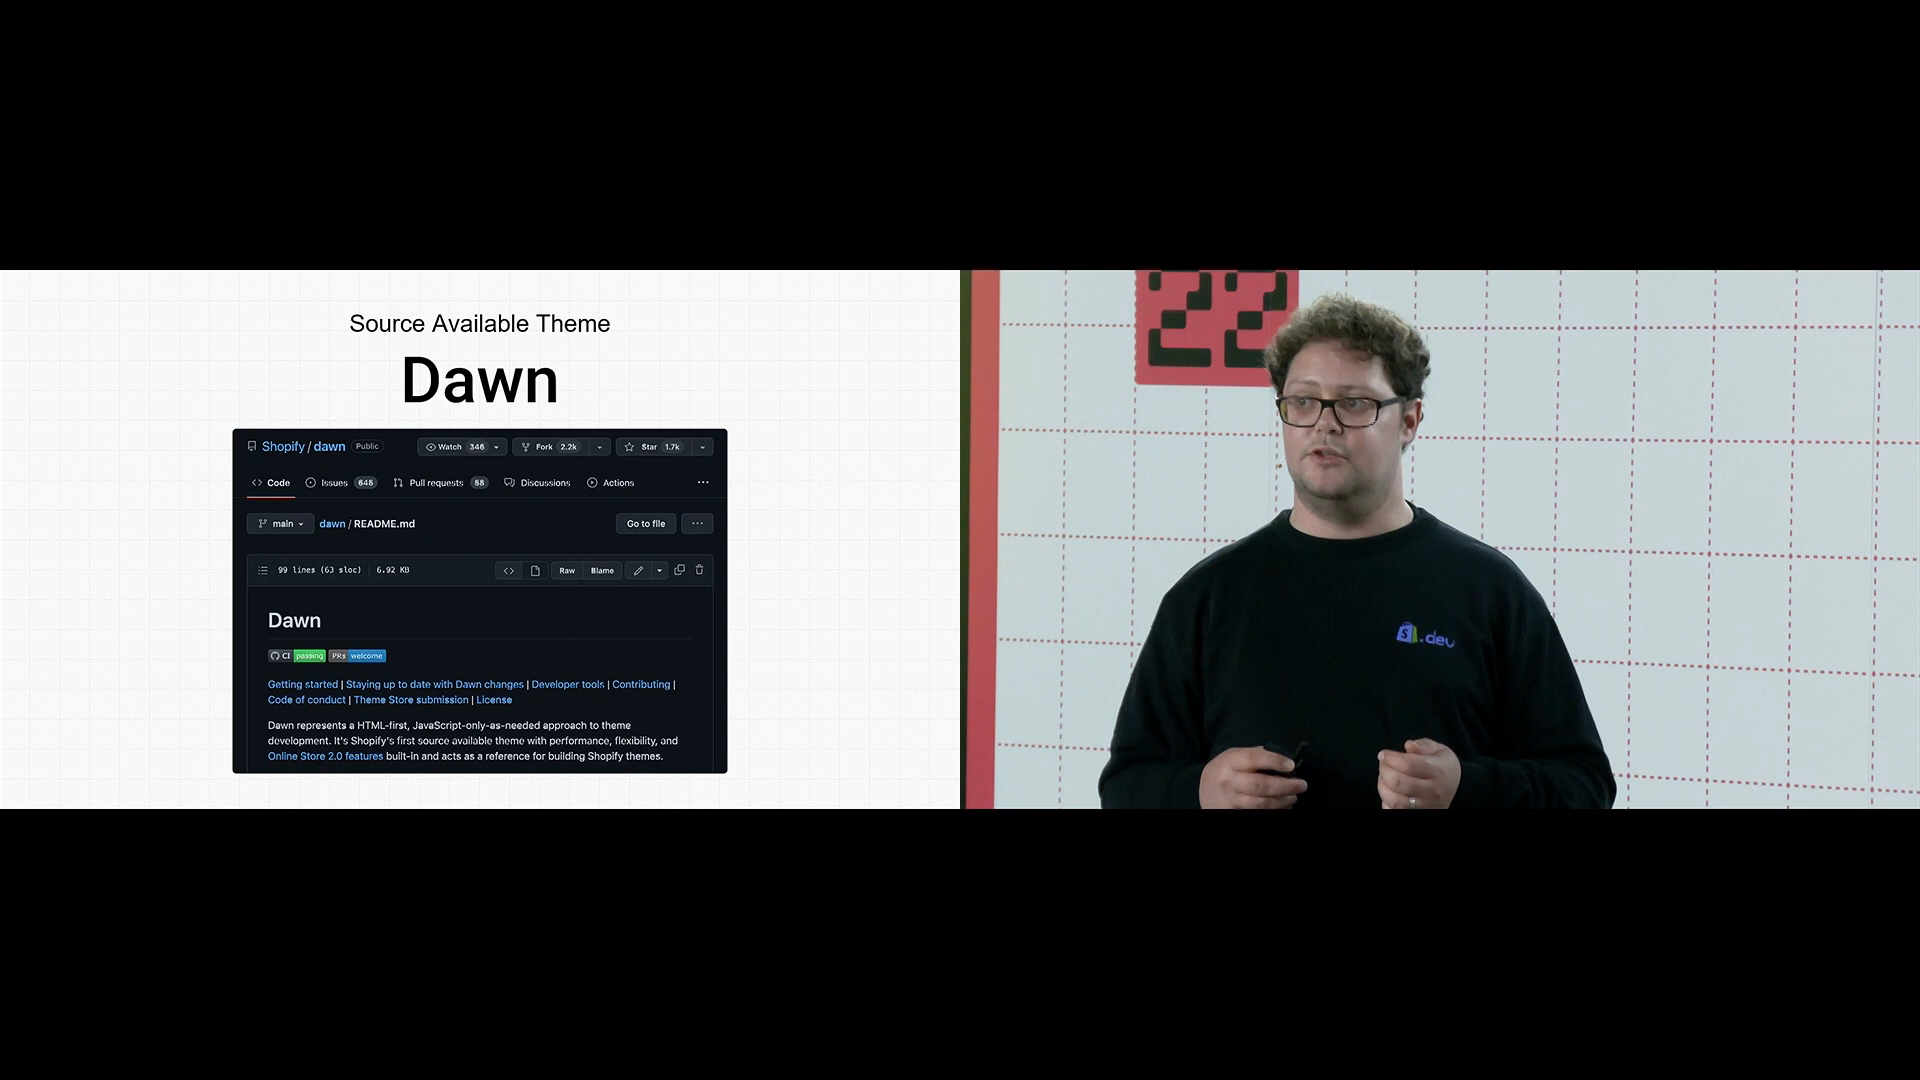 Source Available Theme
Dawn
Shopify / dawn Public Watch 346 Fork 2.2k Star 1.7k
Code Issues 645 Pull requests 58 Discussions Actions
main dawn / README.md Go to file
99 lines (63 sloc) 6.92 KB Raw Blame
Dawn
CI passing PRs welcome
Getting started | Staying up to date with Dawn changes | Developer tools | Contributing |
Code of conduct | Theme Store submission | License
Dawn represents a HTML-first, JavaScript-only-as-needed approach to theme
development. It's Shopify's first source available theme with performance, flexibility, and
Online Store 2.0 features built-in and acts as a reference for building Shopify themes.
22
S .dev